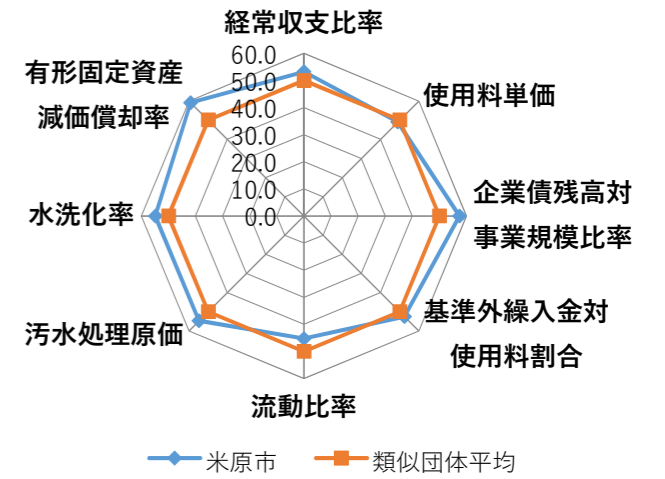 経常収支比率
60.0
50.0
40.0
30.0
20.0
10.0
0.0
使用料単価
企業債残高対
事業規模比率
基準外繰入金対
使用料割合
流動比率
汚水処理原価
水洗化率
有形固定資産
減価償却率
米原市
類似団体平均